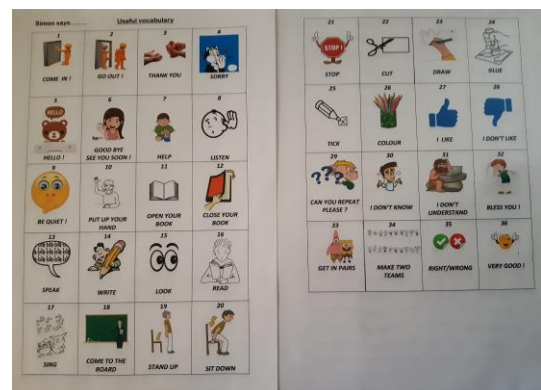 Simon says……..
Useful vocabulary
1
2
3
4
COME IN !
GO OUT !
THANK YOU
SORRY
5
6
7
8
HELLO
HELLO !
GOOD BYE
SEE YOU SOON !
HELP
LISTEN
9
10
11
12
BE QUIET !
PUT UP YOUR
HAND
OPEN YOUR
BOOK
CLOSE YOUR
BOOK
13
14
15
16
SPEAK
WRITE
LOOK
READ
17
18
19
20
SING
COME TO THE
BOARD
STAND UP
SIT DOWN
21
22
23
24
STOP !
STOP
CUT
DRAW
GLUE
25
26
27
28
TICK
COLOUR
I LIKE
I DON'T LIKE
29
30
31
32
CAN YOU REPEAT
PLEASE ?
I DON'T KNOW
I DON'T
UNDERSTAND
BLESS YOU !
33
34
35
36
GET IN PAIRS
MAKE TWO
TEAMS
RIGHT/WRONG
VERY GOOD !